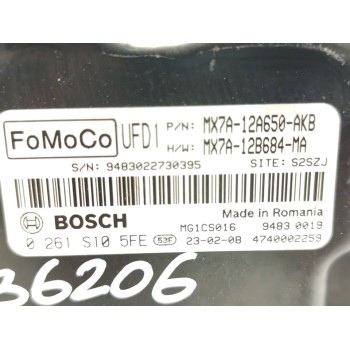 FoMoCo UFD1 P/N: MX7A-12A650-AKB
H/W: MX7A-12B684-MA
S/N: 9483022730395 SITE: S2SZJ
BOSCH Made in Romania
MG1CS016 9483 0019
0 261 S10 5FE 53F 23-02-08 4740002259
36206